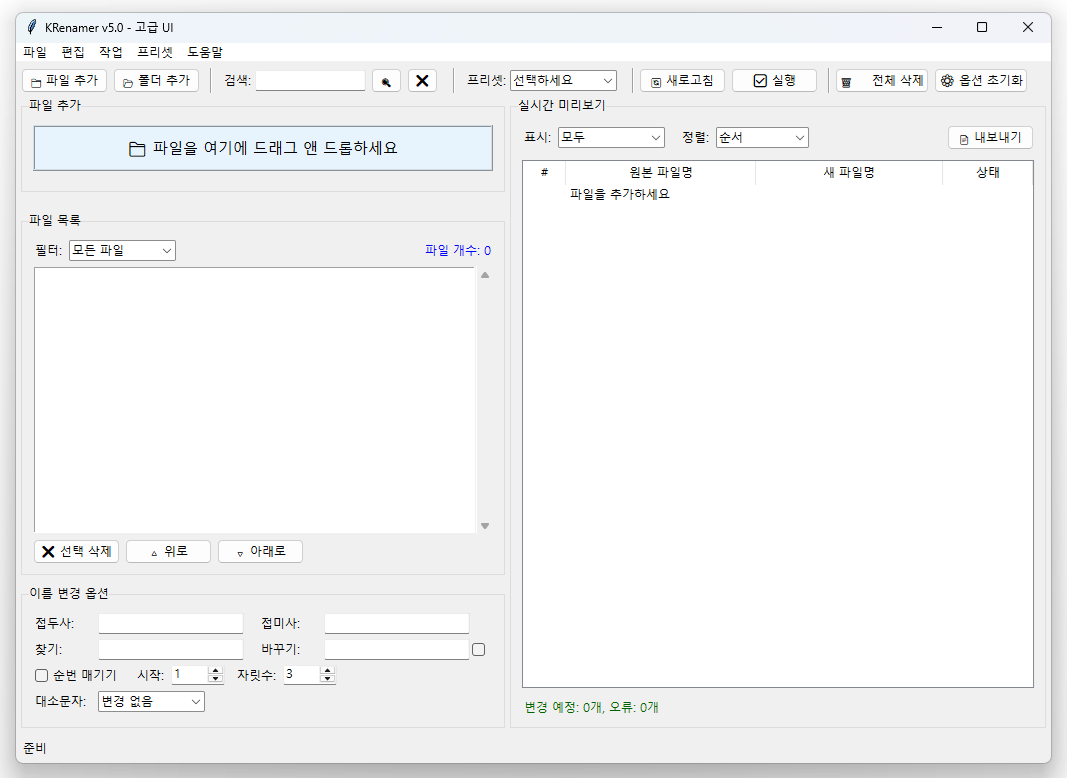 KRenamer v5.0 - 고급 UI
파일 편집 작업 프리셋 도움말
파일 추가 폴더 추가 검색: 프리셋: 선택하세요 새로고침 실행 전체 삭제 옵션 초기화
파일 추가
파일을 여기에 드래그 앤 드롭하세요
파일 목록
필터: 모든 파일 파일 개수: 0
선택 삭제 위로 아래로
이름 변경 옵션
접두사: 접미사:
찾기: 바꾸기:
순번 매기기 시작: 1 자릿수: 3
대소문자: 변경 없음
실시간 미리보기
표시: 모두 정렬: 순서 내보내기
# 원본 파일명 새 파일명 상태
파일을 추가하세요
변경 예정: 0개, 오류: 0개
준비